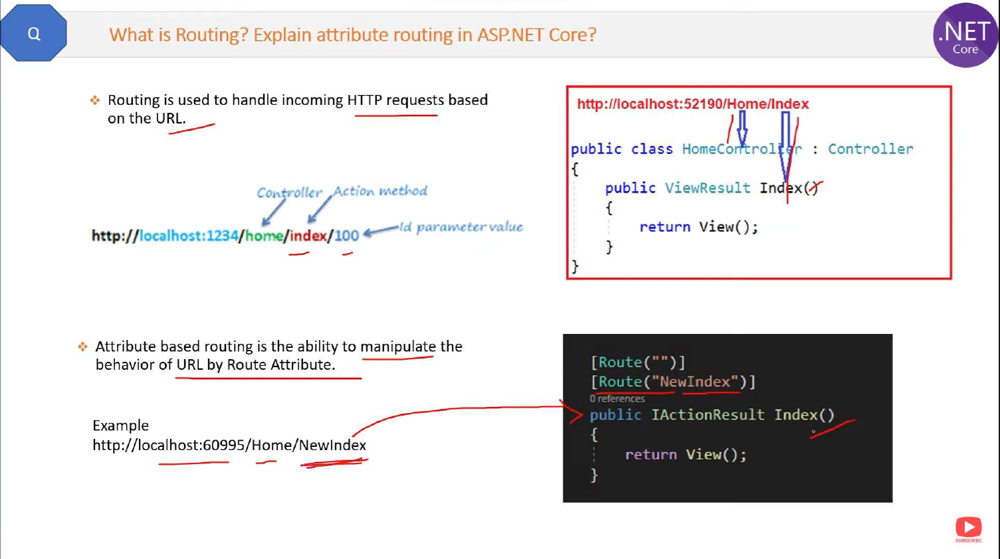 Q
What is Routing? Explain attribute routing in ASP.NET Core?
.NET
Core
Routing is used to handle incoming HTTP requests based
on the URL.
Controller
Action method
http://localhost:1234/home/index/100
Id parameter value
http://localhost:52190/Home/Index
public class HomeController : Controller
{
public ViewResult Index()
{
return View();
}
}
Attribute based routing is the ability to manipulate the
behavior of URL by Route Attribute.
Example
http://localhost:60995/Home/NewIndex
[Route("")]
[Route("NewIndex")]
0 references
public IActionResult Index()
{
return View();
}
SUBSCRIBE